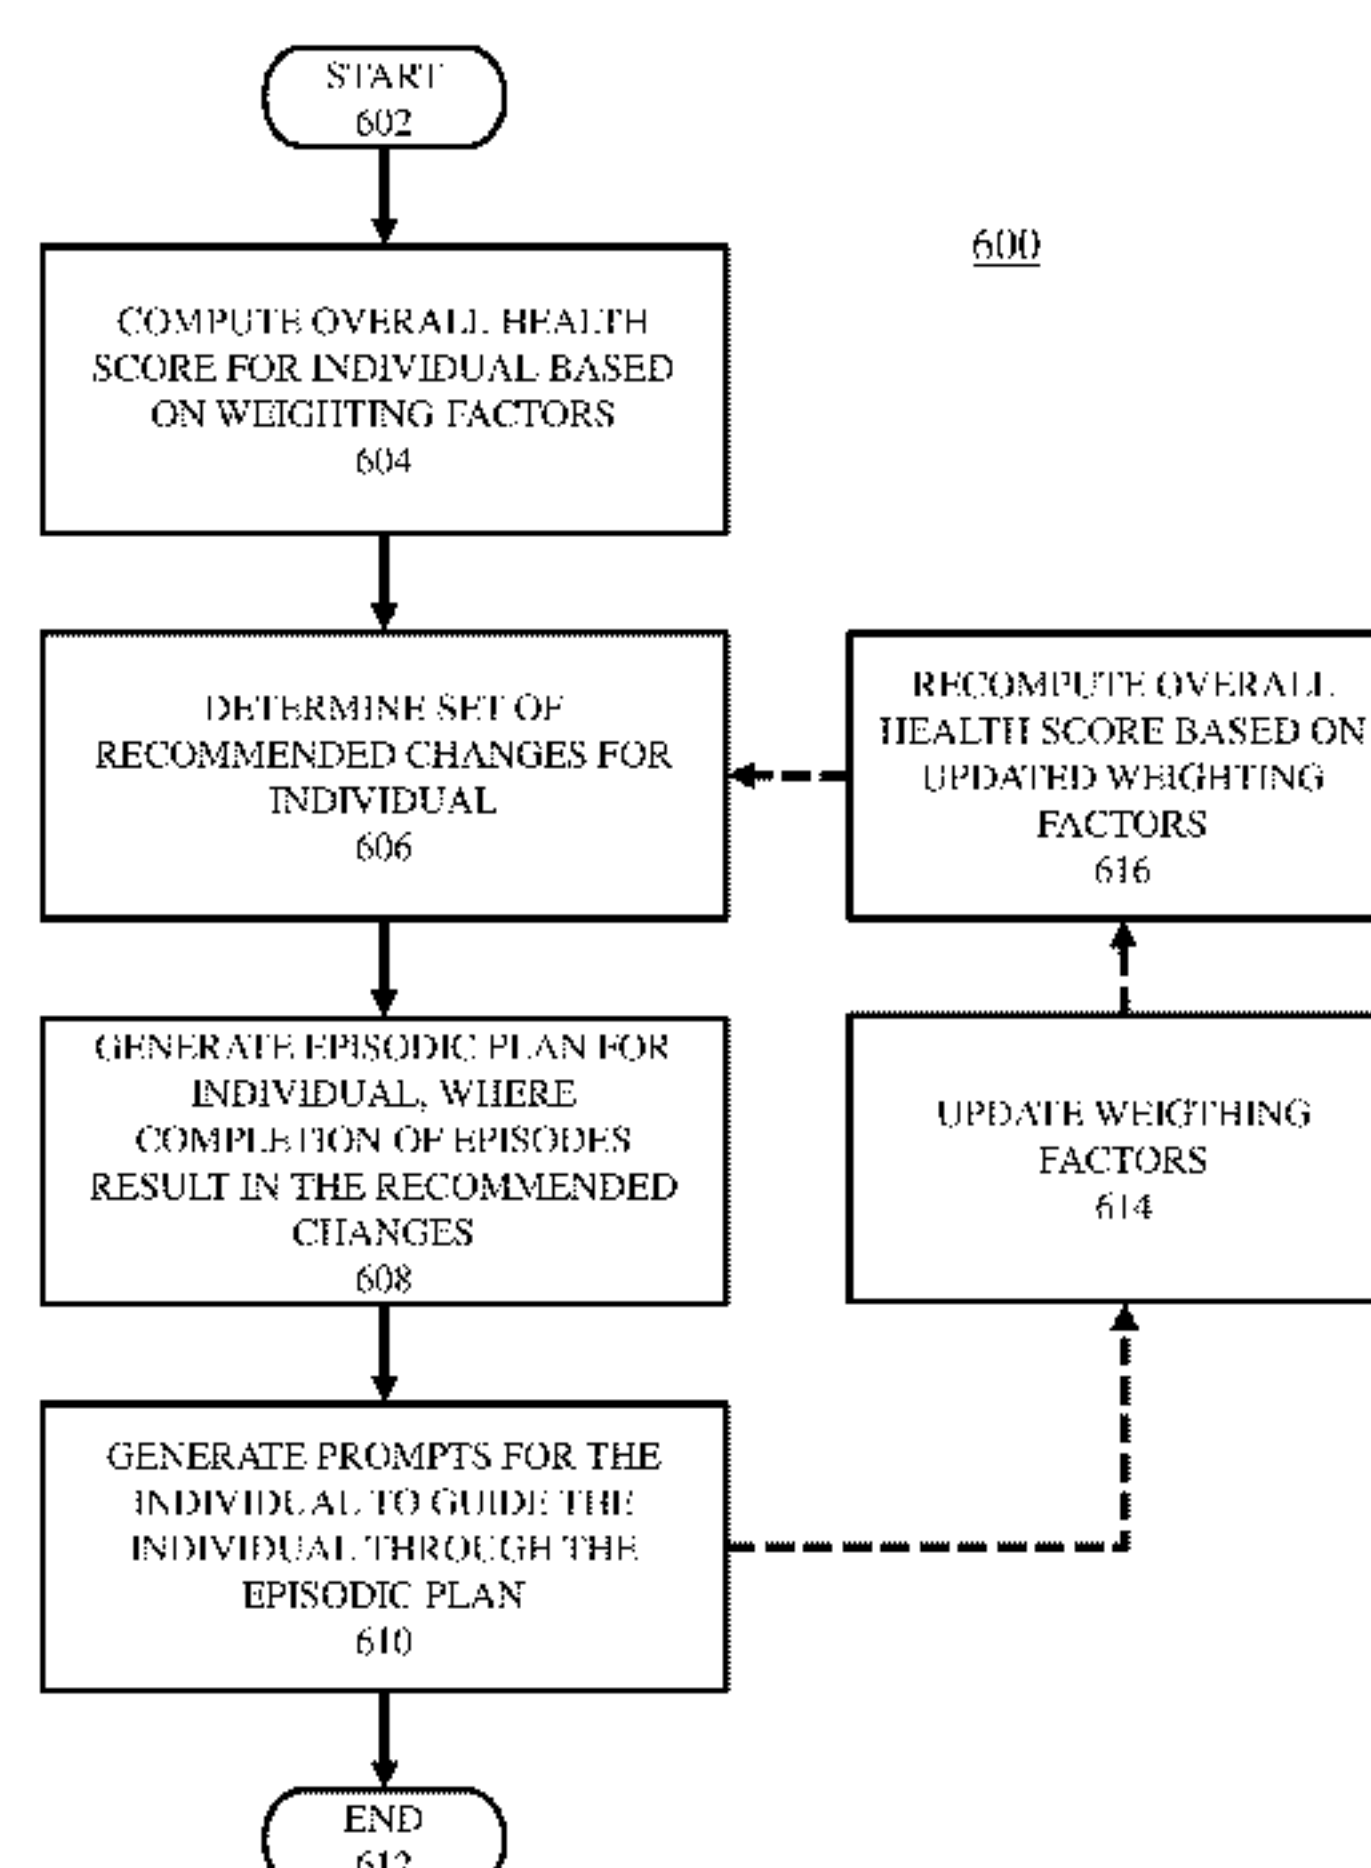 START
602
600
COMPUTE OVERALL HEALTH
SCORE FOR INDIVIDUAL BASED
ON WEIGHTING FACTORS
604
DETERMINE SET OF
RECOMMENDED CHANGES FOR
INDIVIDUAL
606
RECOMPUTE OVERALL
HEALTH SCORE BASED ON
UPDATED WEIGHTING
FACTORS
616
GENERATE EPISODIC PLAN FOR
INDIVIDUAL, WHERE
COMPLETION OF EPISODES
RESULT IN THE RECOMMENDED
CHANGES
608
UPDATE WEIGTHING
FACTORS
614
GENERATE PROMPTS FOR THE
INDIVIDUAL TO GUIDE THE
INDIVIDUAL THROUGH THE
EPISODIC PLAN
610
END
612